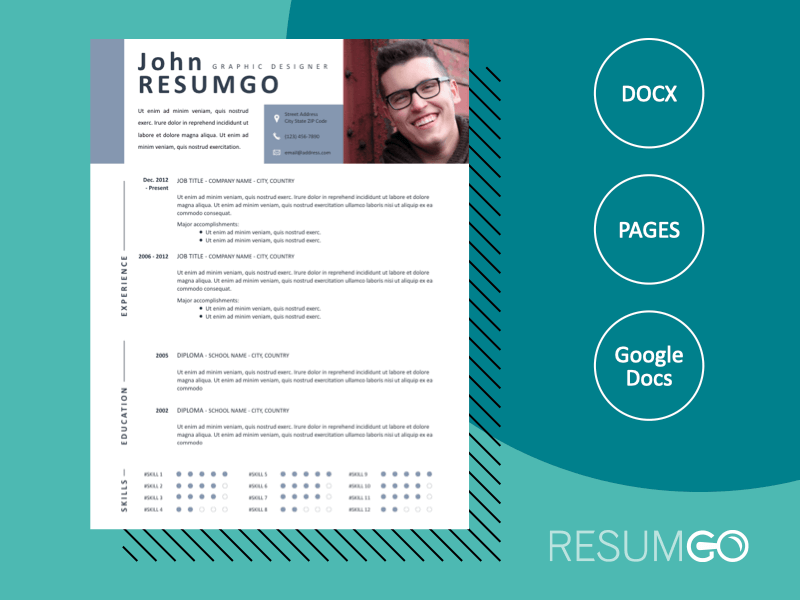 John GRAPHIC DESIGNER
RESUMGO
Ut enim ad minim veniam, quis nostrud
exerc. Irure dolor in reprehend incididunt ut
labore et dolore magna aliqua. Ut enim ad
minim veniam, quis nostrud exercitation.
Street Address
City State ZIP Code
(123) 456-7890
email@address.com
EXPERIENCE
Dec. 2012
- Present
JOB TITLE - COMPANY NAME - CITY, COUNTRY
Ut enim ad minim veniam, quis nostrud exerc. Irure dolor in reprehend incididunt ut labore et dolore
magna aliqua. Ut enim ad minim veniam, quis nostrud exercitation ullamco laboris nisi ut aliquip ex ea
commodo consequat.
Major accomplishments:
• Ut enim ad minim veniam, quis nostrud exerc.
• Ut enim ad minim veniam, quis nostrud exerc.
2006 - 2012 JOB TITLE - COMPANY NAME - CITY, COUNTRY
Ut enim ad minim veniam, quis nostrud exerc. Irure dolor in reprehend incididunt ut labore et dolore
magna aliqua. Ut enim ad minim veniam, quis nostrud exercitation ullamco laboris nisi ut aliquip ex ea
commodo consequat.
Major accomplishments:
• Ut enim ad minim veniam, quis nostrud exerc.
• Ut enim ad minim veniam, quis nostrud exerc.
EDUCATION
2005 DIPLOMA - SCHOOL NAME - CITY, COUNTRY
Ut enim ad minim veniam, quis nostrud exerc. Irure dolor in reprehend incididunt ut labore et dolore
magna aliqua. Ut enim ad minim veniam, quis nostrud exercitation ullamco laboris nisi ut aliquip ex ea
commodo
2002 DIPLOMA - SCHOOL NAME - CITY, COUNTRY
Ut enim ad minim veniam, quis nostrud exerc. Irure dolor in reprehend incididunt ut labore et dolore
magna aliqua. Ut enim ad minim veniam, quis nostrud exercitation ullamco laboris nisi ut aliquip ex ea
commodo
SKILLS
#SKILL 1 #SKILL 5 #SKILL 9
#SKILL 2 #SKILL 6 #SKILL 10
#SKILL 3 #SKILL 7 #SKILL 11
#SKILL 4 #SKILL 8 #SKILL 12
DOCX
PAGES
Google
Docs
RESUMGO